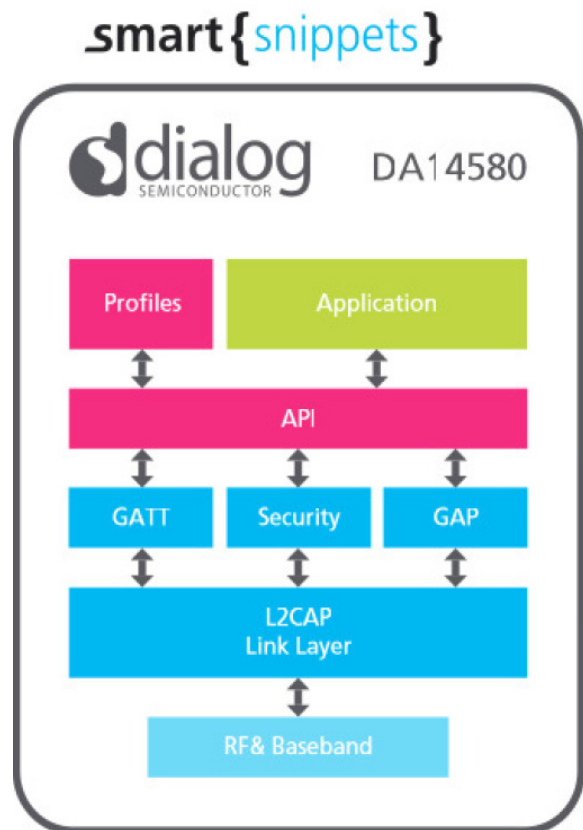 smart{snippets}
dialog
SEMICONDUCTOR
DA14580
Profiles
Application
API
GATT
Security
GAP
L2CAP
Link Layer
RF& Baseband